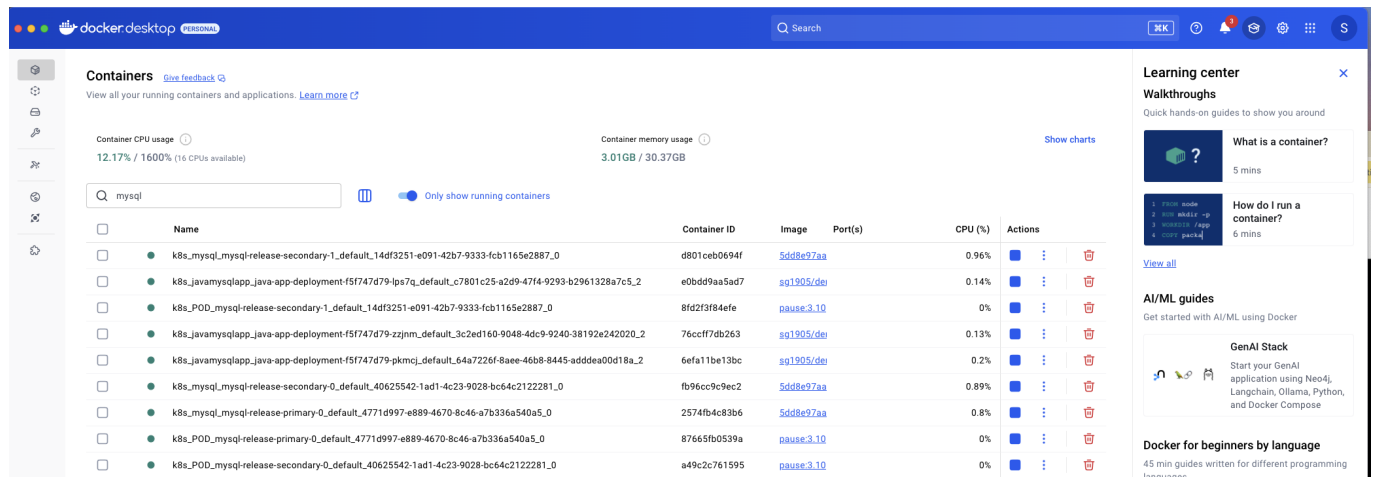 docker desktop PERSONAL
Search
⌘K
3
S
Containers Give feedback
View all your running containers and applications. Learn more
Container CPU usage
12.17% / 1600% (16 CPUs available)
Container memory usage
3.01GB / 30.37GB
Show charts
mysql
Only show running containers
Name Container ID Image Port(s) CPU (%) Actions
k8s_mysql_mysql-release-secondary-1_default_14df3251-e091-42b7-9333-fcb1165e2887_0 d801ceb0694f 5dd8e97aa 0.96%
k8s_javamysqlapp_java-app-deployment-f5f747d79-lps7q_default_c7801c25-a2d9-47f4-9293-b2961328a7c5_2 e0bdd9aa5ad7 sg1905/de 0.14%
k8s_POD_mysql-release-secondary-1_default_14df3251-e091-42b7-9333-fcb1165e2887_0 8fd2f3f84efe pause:3.10 0%
k8s_javamysqlapp_java-app-deployment-f5f747d79-zzjnm_default_3c2ed160-9048-4dc9-9240-38192e242020_2 76ccff7db263 sg1905/de 0.13%
k8s_javamysqlapp_java-app-deployment-f5f747d79-pkmcj_default_64a7226f-8aee-46b8-8445-adddea00d18a_2 6efa11be13bc sg1905/de 0.2%
k8s_mysql_mysql-release-secondary-0_default_40625542-1ad1-4c23-9028-bc64c2122281_0 fb96cc9c9ec2 5dd8e97aa 0.89%
k8s_mysql_mysql-release-primary-0_default_4771d997-e889-4670-8c46-a7b336a540a5_0 2574fb4c83b6 5dd8e97aa 0.8%
k8s_POD_mysql-release-primary-0_default_4771d997-e889-4670-8c46-a7b336a540a5_0 87665fb0539a pause:3.10 0%
k8s_POD_mysql-release-secondary-0_default_40625542-1ad1-4c23-9028-bc64c2122281_0 a49c2c761595 pause:3.10 0%
Learning center
Walkthroughs
Quick hands-on guides to show you around
?
What is a container?
5 mins
1 FROM node
2 RUN mkdir -p
3 WORKDIR /app
4 COPY packa
How do I run a
container?
6 mins
View all
AI/ML guides
Get started with AI/ML using Docker
GenAI Stack
Start your GenAI
application using Neo4j,
Langchain, Ollama, Python,
and Docker Compose
Docker for beginners by language
45 min guides written for different programming
languages